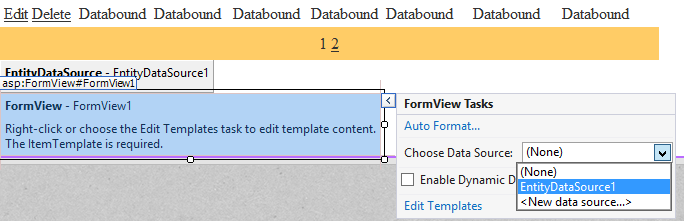 Edit Delete Databound Databound Databound Databound Databound Databound Databound
1 2
EntityDataSource - EntityDataSource1
asp:FormView#FormView1
FormView - FormView1
Right-click or choose the Edit Templates task to edit template content.
The ItemTemplate is required.
FormView Tasks
Auto Format...
Choose Data Source: (None)
(None)
Enable Dynamic D
EntityDataSource1
<New data source...>
Edit Templates